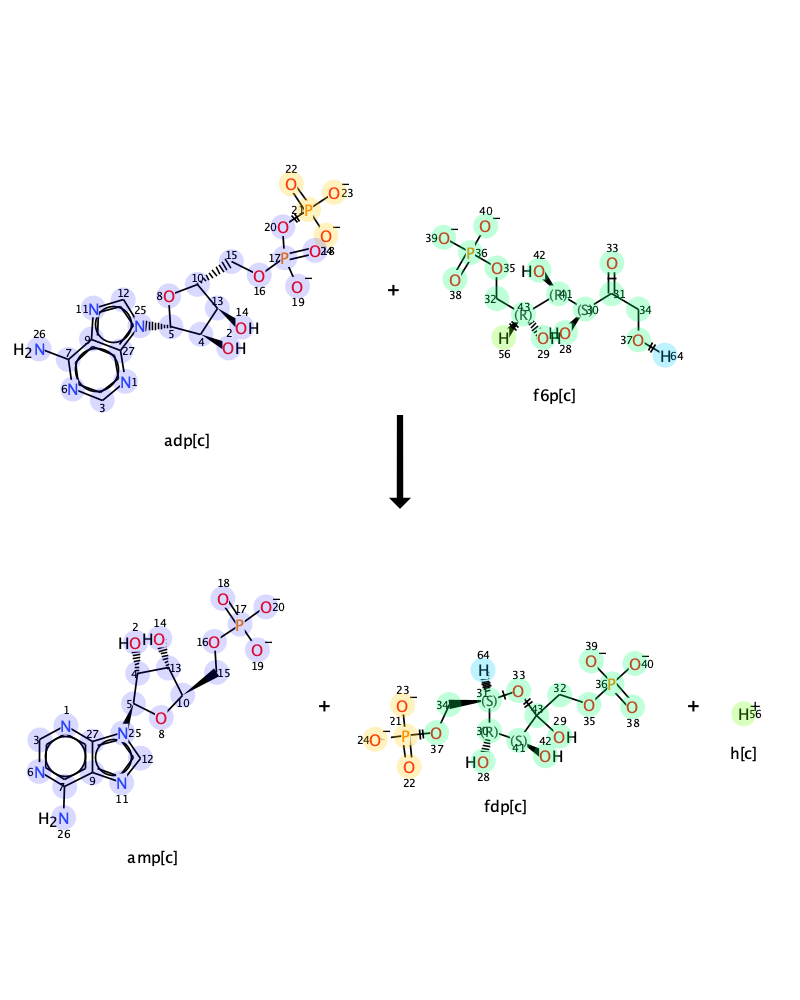 22
O
O⁻ 23
21 P
20 O
O⁻
15
17 P
O 24 18
10
O 16
O⁻
19
8 O
12
11 N
25
N
13
14
OH
5
4
2
OH
26
H₂N
7
9
27
6 N
N 1
3
adp[c]
+
40
O⁻
39 O⁻
36
P
O 35
38
O
32
42
HO
(R) 41
33
O
31
43
(R)
(S) 30
34
H
56
OH
29
HO
28
37 O
H 64
f6p[c]
18
O
17
P
O⁻ 20
16 O
O⁻
19
2
HO
14
HO
4
13
15
5
10
O
8
1
N
27
N 25
3
12
6 N
9
N
11
7
H₂N
26
amp[c]
+
64
H
23
O⁻
34
31
(S)
33
O
32
39
O⁻
36 P
O⁻ 40
O
35
O
38
43
21
P
24 O⁻
O
37
O
22
30
(R)
(S)
41
29
OH
42
OH
HO
28
fdp[c]
+
H⁺ 56
h[c]